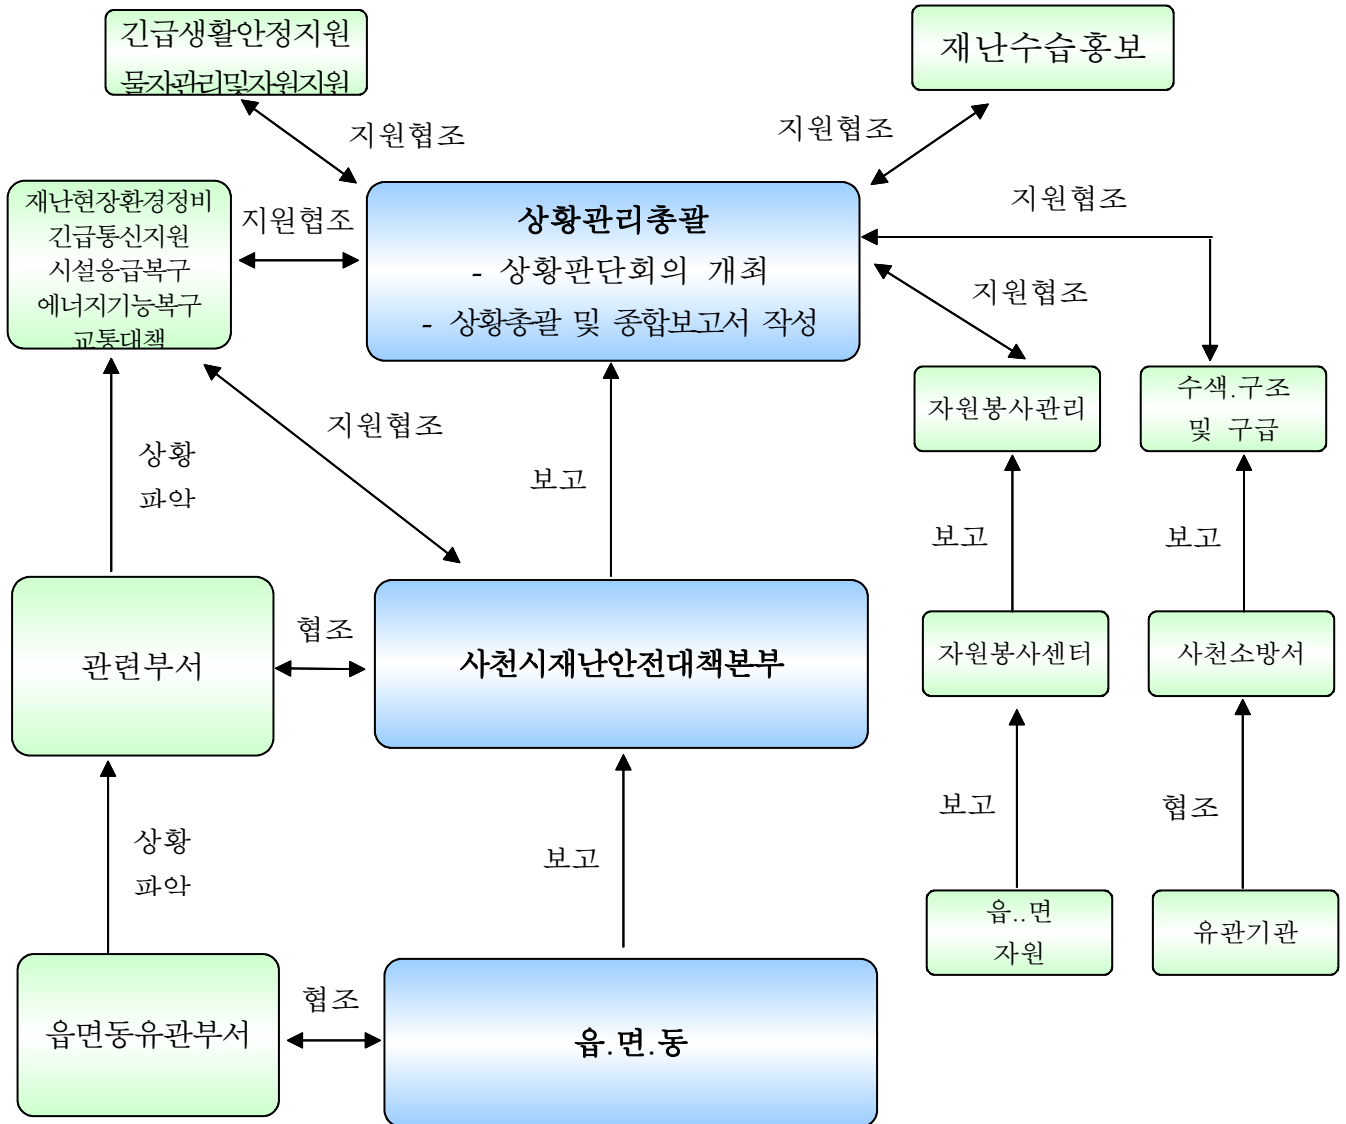 긴급생활안정지원
물자관리및자원지원
재난수습홍보
지원협조
지원협조
재난현장환경정비
긴급통신지원
시설응급복구
에너지기능복구
교통대책
지원협조
상황관리총괄
- 상황판단회의 개최
- 상황총괄 및 종합보고서 작성
지원협조
지원협조
자원봉사관리
수색.구조
및 구급
상황
파악
지원협조
보고
보고
보고
관련부서
협조
사천시재난안전대책본부
자원봉사센터
사천소방서
상황
파악
보고
보고
협조
읍..면
자원
유관기관
읍면동유관부서
협조
읍.면.동